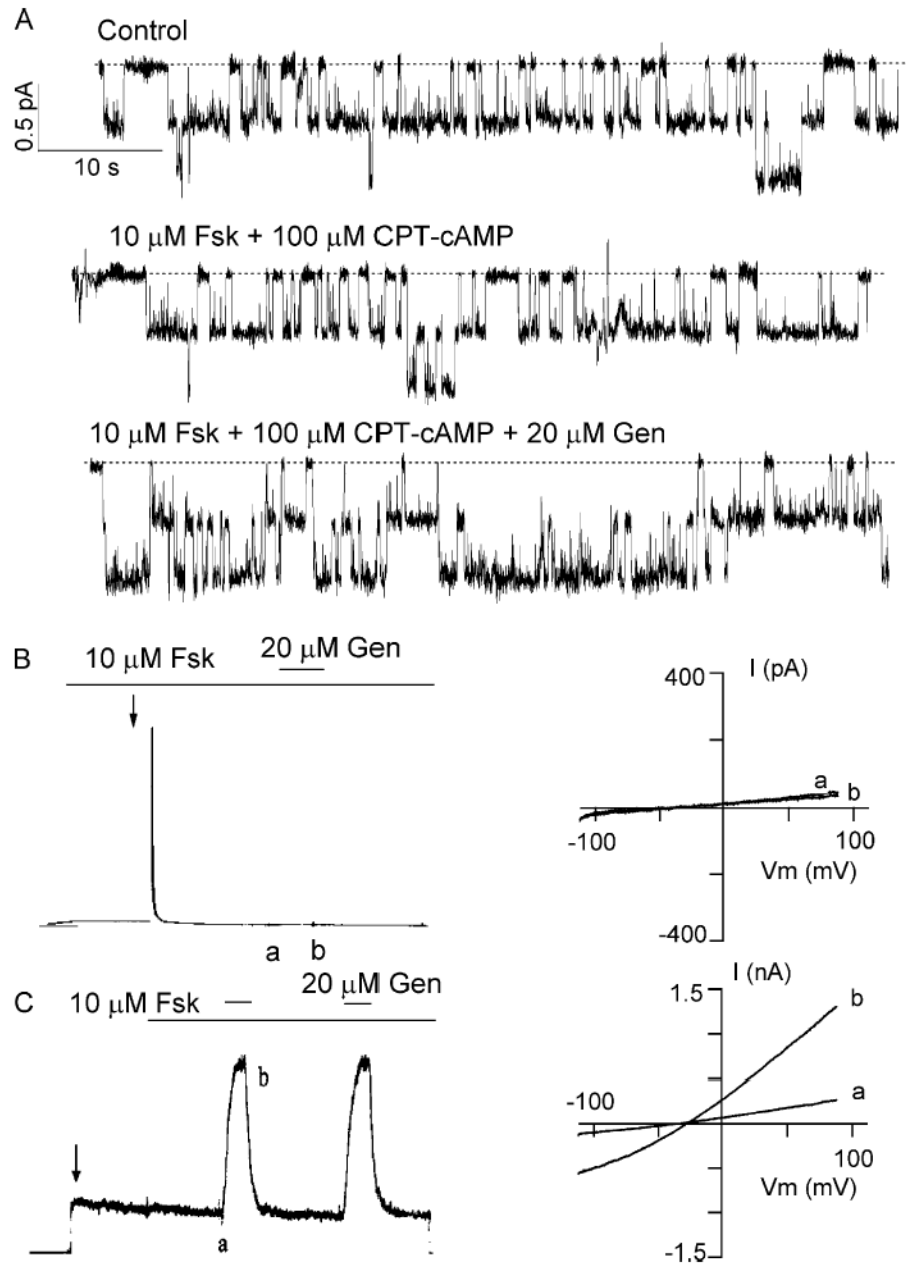 A
Control
0.5 pA
10 s
10 μM Fsk + 100 μM CPT-cAMP
10 μM Fsk + 100 μM CPT-cAMP + 20 μM Gen
B
10 μM Fsk
20 μM Gen
a
b
400
I (pA)
a
b
-100
100
Vm (mV)
-400
C
10 μM Fsk
20 μM Gen
b
a
I (nA)
1.5
b
a
-100
100
Vm (mV)
-1.5